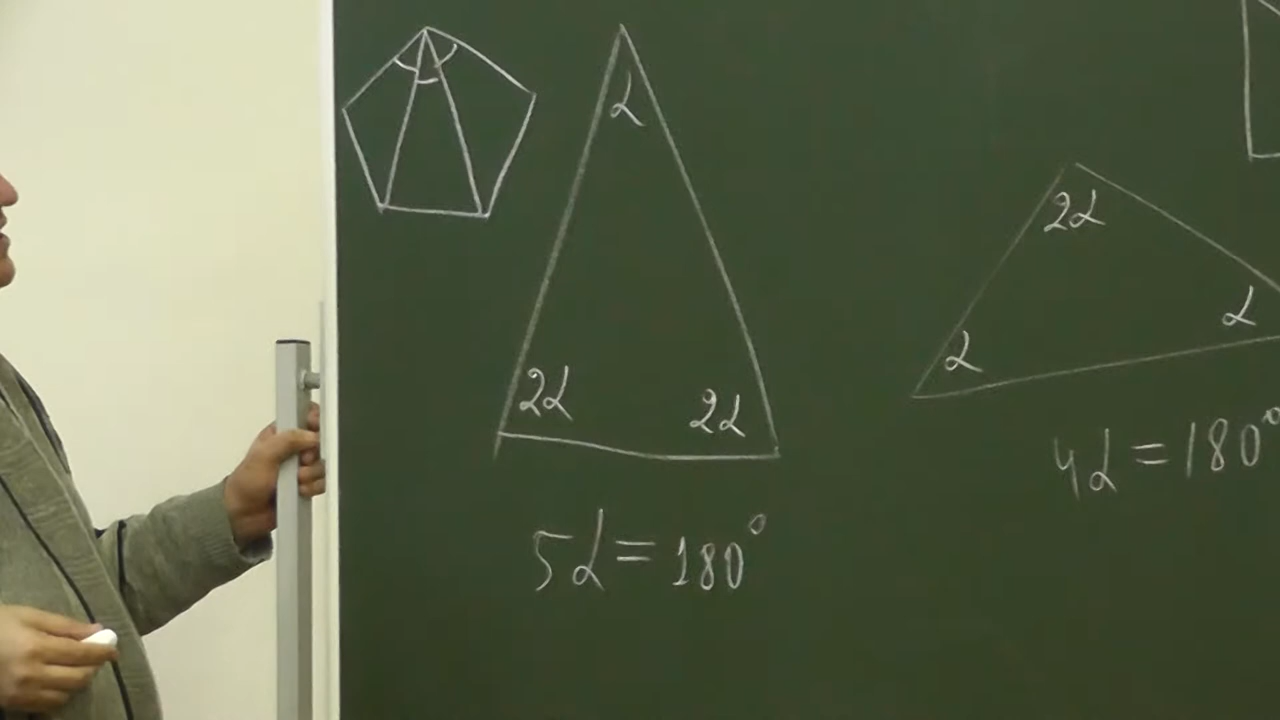 α
2α 2α
5α = 180°
2α
α α
4α = 180°